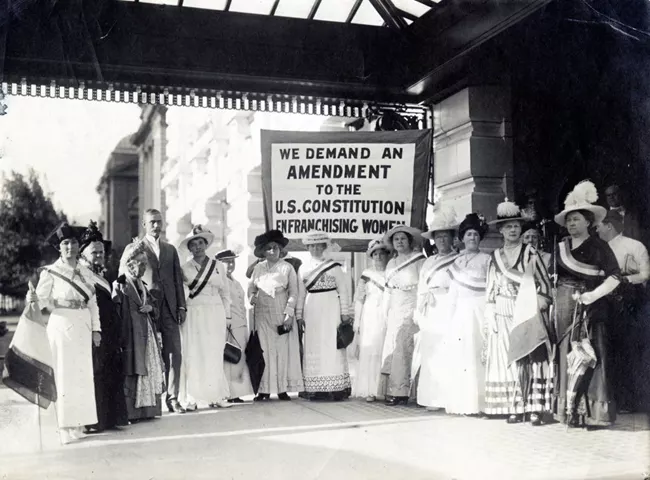 WE DEMAND AN
AMENDMENT
TO THE
U.S. CONSTITUTION
ENFRANCHISING WOMEN